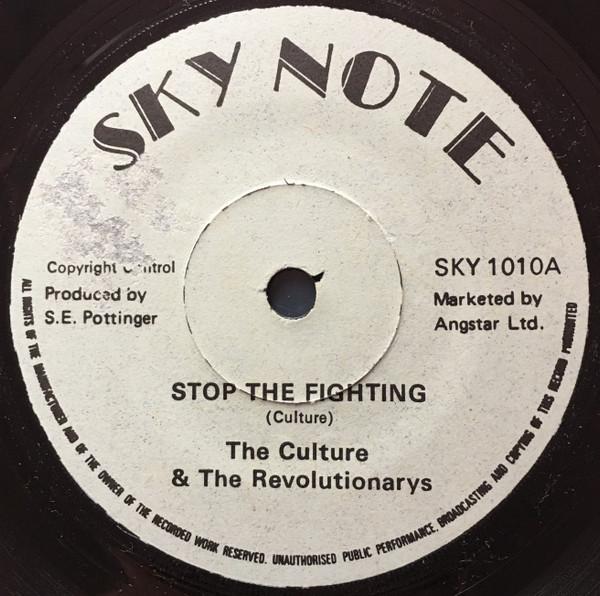 SKY NOTE
Copyright Control
Produced by
S.E. Pottinger
SKY 1010A
Marketed by
Angstar Ltd.
STOP THE FIGHTING
(Culture)
The Culture
& The Revolutionarys
ALL RIGHTS OF THE MANUFACTURER AND OF THE OWNER OF THE RECORDED WORK RESERVED. UNAUTHORISED PUBLIC PERFORMANCE, BROADCASTING AND COPYING OF THIS RECORD PROHIBITED